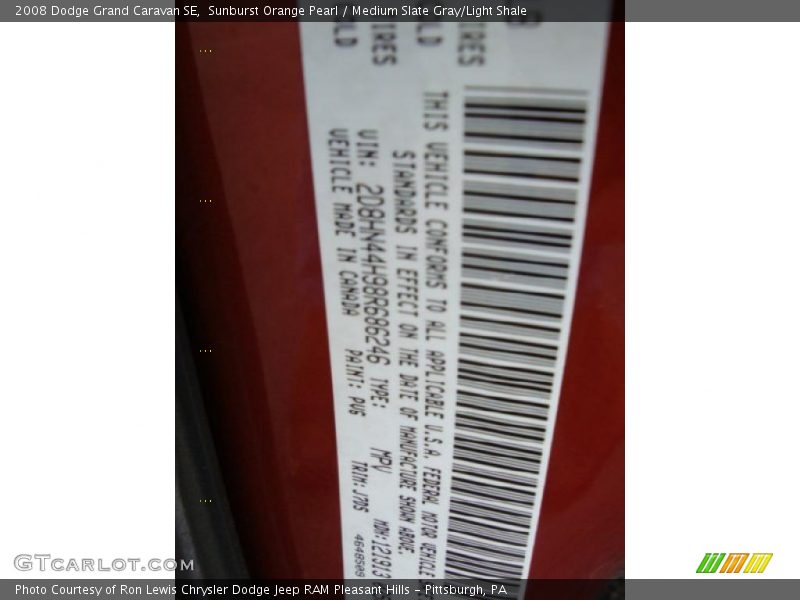 2008 Dodge Grand Caravan SE,  Sunburst Orange Pearl / Medium Slate Gray/Light Shale
THIS VEHICLE CONFORMS TO ALL APPLICABLE U.S.A. FEDERAL MOTOR VEHICLE
STANDARDS IN EFFECT ON THE DATE OF MANUFACTURE SHOWN ABOVE.
VIN: 2D8HN44H98R686246 TYPE: MPV
VEHICLE MADE IN CANADA PAINT: PV6 TRIM:
GTCarLot.com
Photo Courtesy of Ron Lewis Chrysler Dodge Jeep RAM Pleasant Hills – Pittsburgh, PA